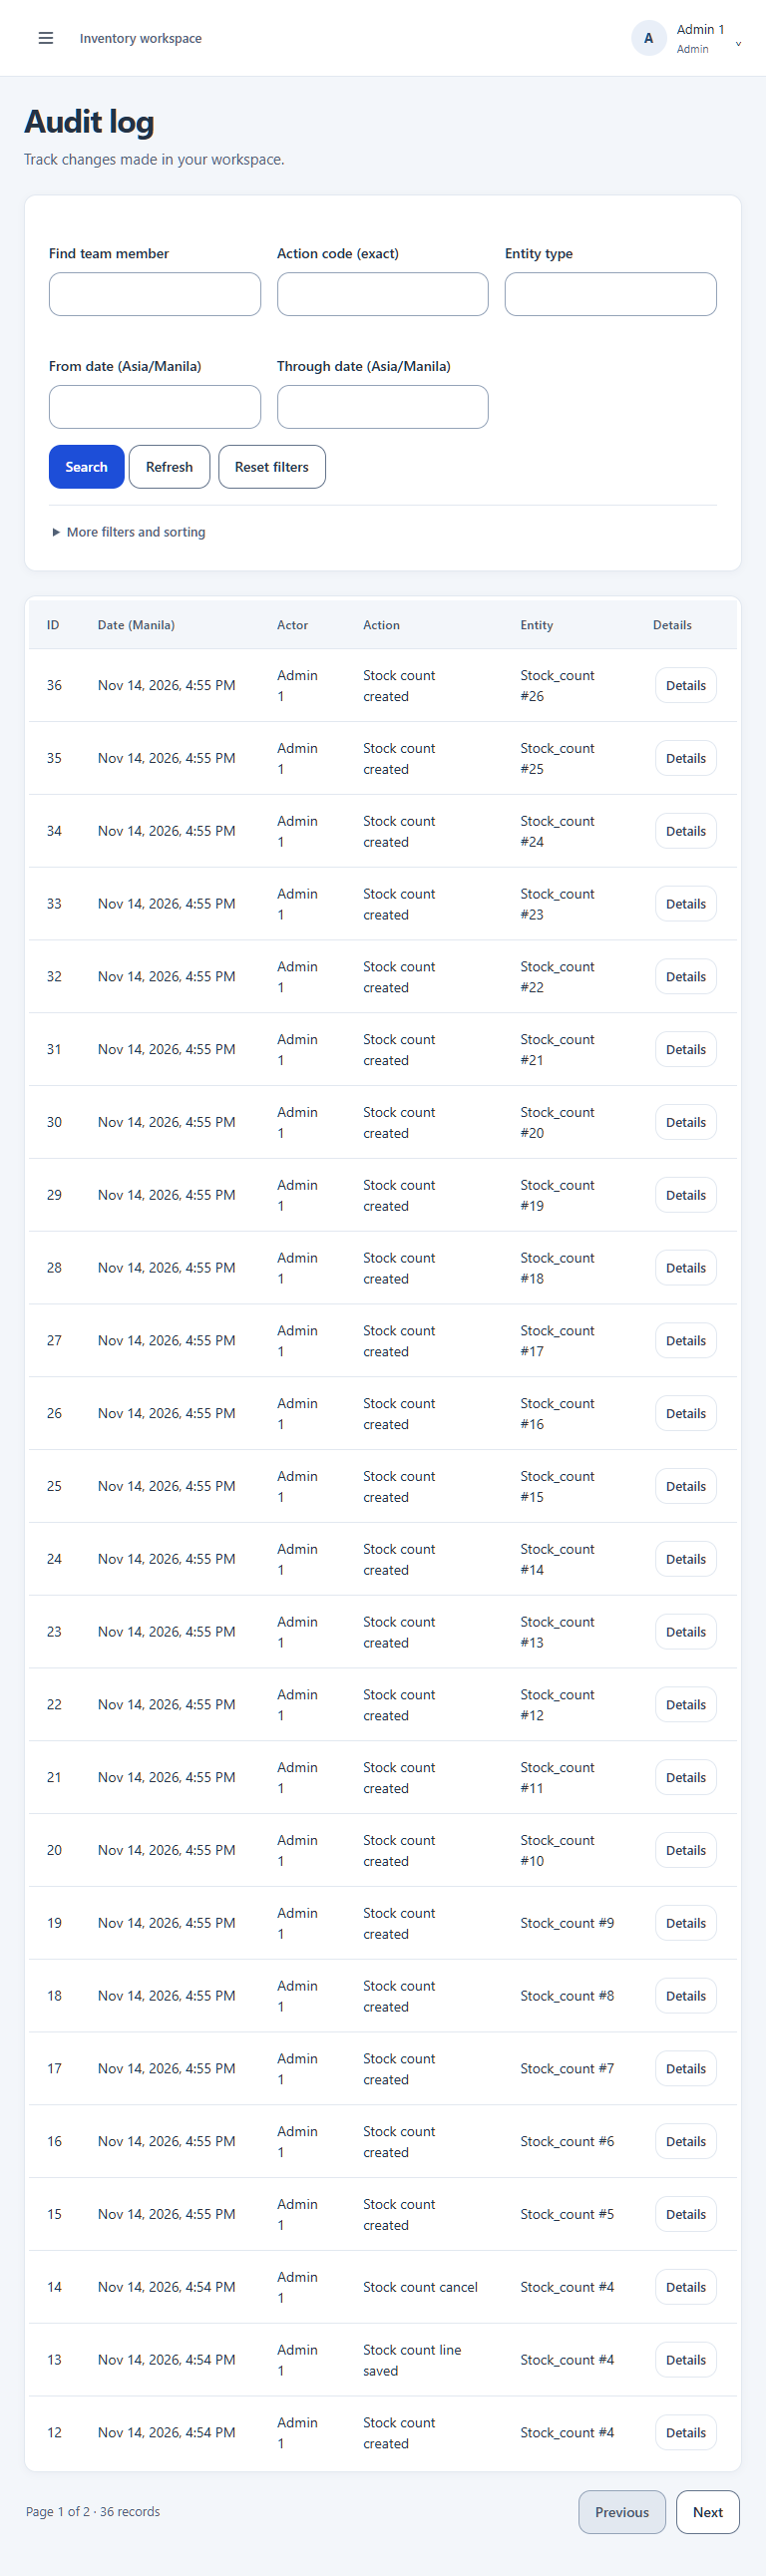 Inventory workspace
A
Admin 1
Admin
Audit log
Track changes made in your workspace.
Find team member
Action code (exact)
Entity type
From date (Asia/Manila)
Through date (Asia/Manila)
Search
Refresh
Reset filters
More filters and sorting
ID Date (Manila) Actor Action Entity Details
36 Nov 14, 2026, 4:55 PM Admin 1 Stock count created Stock_count #26 Details
35 Nov 14, 2026, 4:55 PM Admin 1 Stock count created Stock_count #25 Details
34 Nov 14, 2026, 4:55 PM Admin 1 Stock count created Stock_count #24 Details
33 Nov 14, 2026, 4:55 PM Admin 1 Stock count created Stock_count #23 Details
32 Nov 14, 2026, 4:55 PM Admin 1 Stock count created Stock_count #22 Details
31 Nov 14, 2026, 4:55 PM Admin 1 Stock count created Stock_count #21 Details
30 Nov 14, 2026, 4:55 PM Admin 1 Stock count created Stock_count #20 Details
29 Nov 14, 2026, 4:55 PM Admin 1 Stock count created Stock_count #19 Details
28 Nov 14, 2026, 4:55 PM Admin 1 Stock count created Stock_count #18 Details
27 Nov 14, 2026, 4:55 PM Admin 1 Stock count created Stock_count #17 Details
26 Nov 14, 2026, 4:55 PM Admin 1 Stock count created Stock_count #16 Details
25 Nov 14, 2026, 4:55 PM Admin 1 Stock count created Stock_count #15 Details
24 Nov 14, 2026, 4:55 PM Admin 1 Stock count created Stock_count #14 Details
23 Nov 14, 2026, 4:55 PM Admin 1 Stock count created Stock_count #13 Details
22 Nov 14, 2026, 4:55 PM Admin 1 Stock count created Stock_count #12 Details
21 Nov 14, 2026, 4:55 PM Admin 1 Stock count created Stock_count #11 Details
20 Nov 14, 2026, 4:55 PM Admin 1 Stock count created Stock_count #10 Details
19 Nov 14, 2026, 4:55 PM Admin 1 Stock count created Stock_count #9 Details
18 Nov 14, 2026, 4:55 PM Admin 1 Stock count created Stock_count #8 Details
17 Nov 14, 2026, 4:55 PM Admin 1 Stock count created Stock_count #7 Details
16 Nov 14, 2026, 4:55 PM Admin 1 Stock count created Stock_count #6 Details
15 Nov 14, 2026, 4:55 PM Admin 1 Stock count created Stock_count #5 Details
14 Nov 14, 2026, 4:54 PM Admin 1 Stock count cancel Stock_count #4 Details
13 Nov 14, 2026, 4:54 PM Admin 1 Stock count line saved Stock_count #4 Details
12 Nov 14, 2026, 4:54 PM Admin 1 Stock count created Stock_count #4 Details
Page 1 of 2 · 36 records
Previous
Next